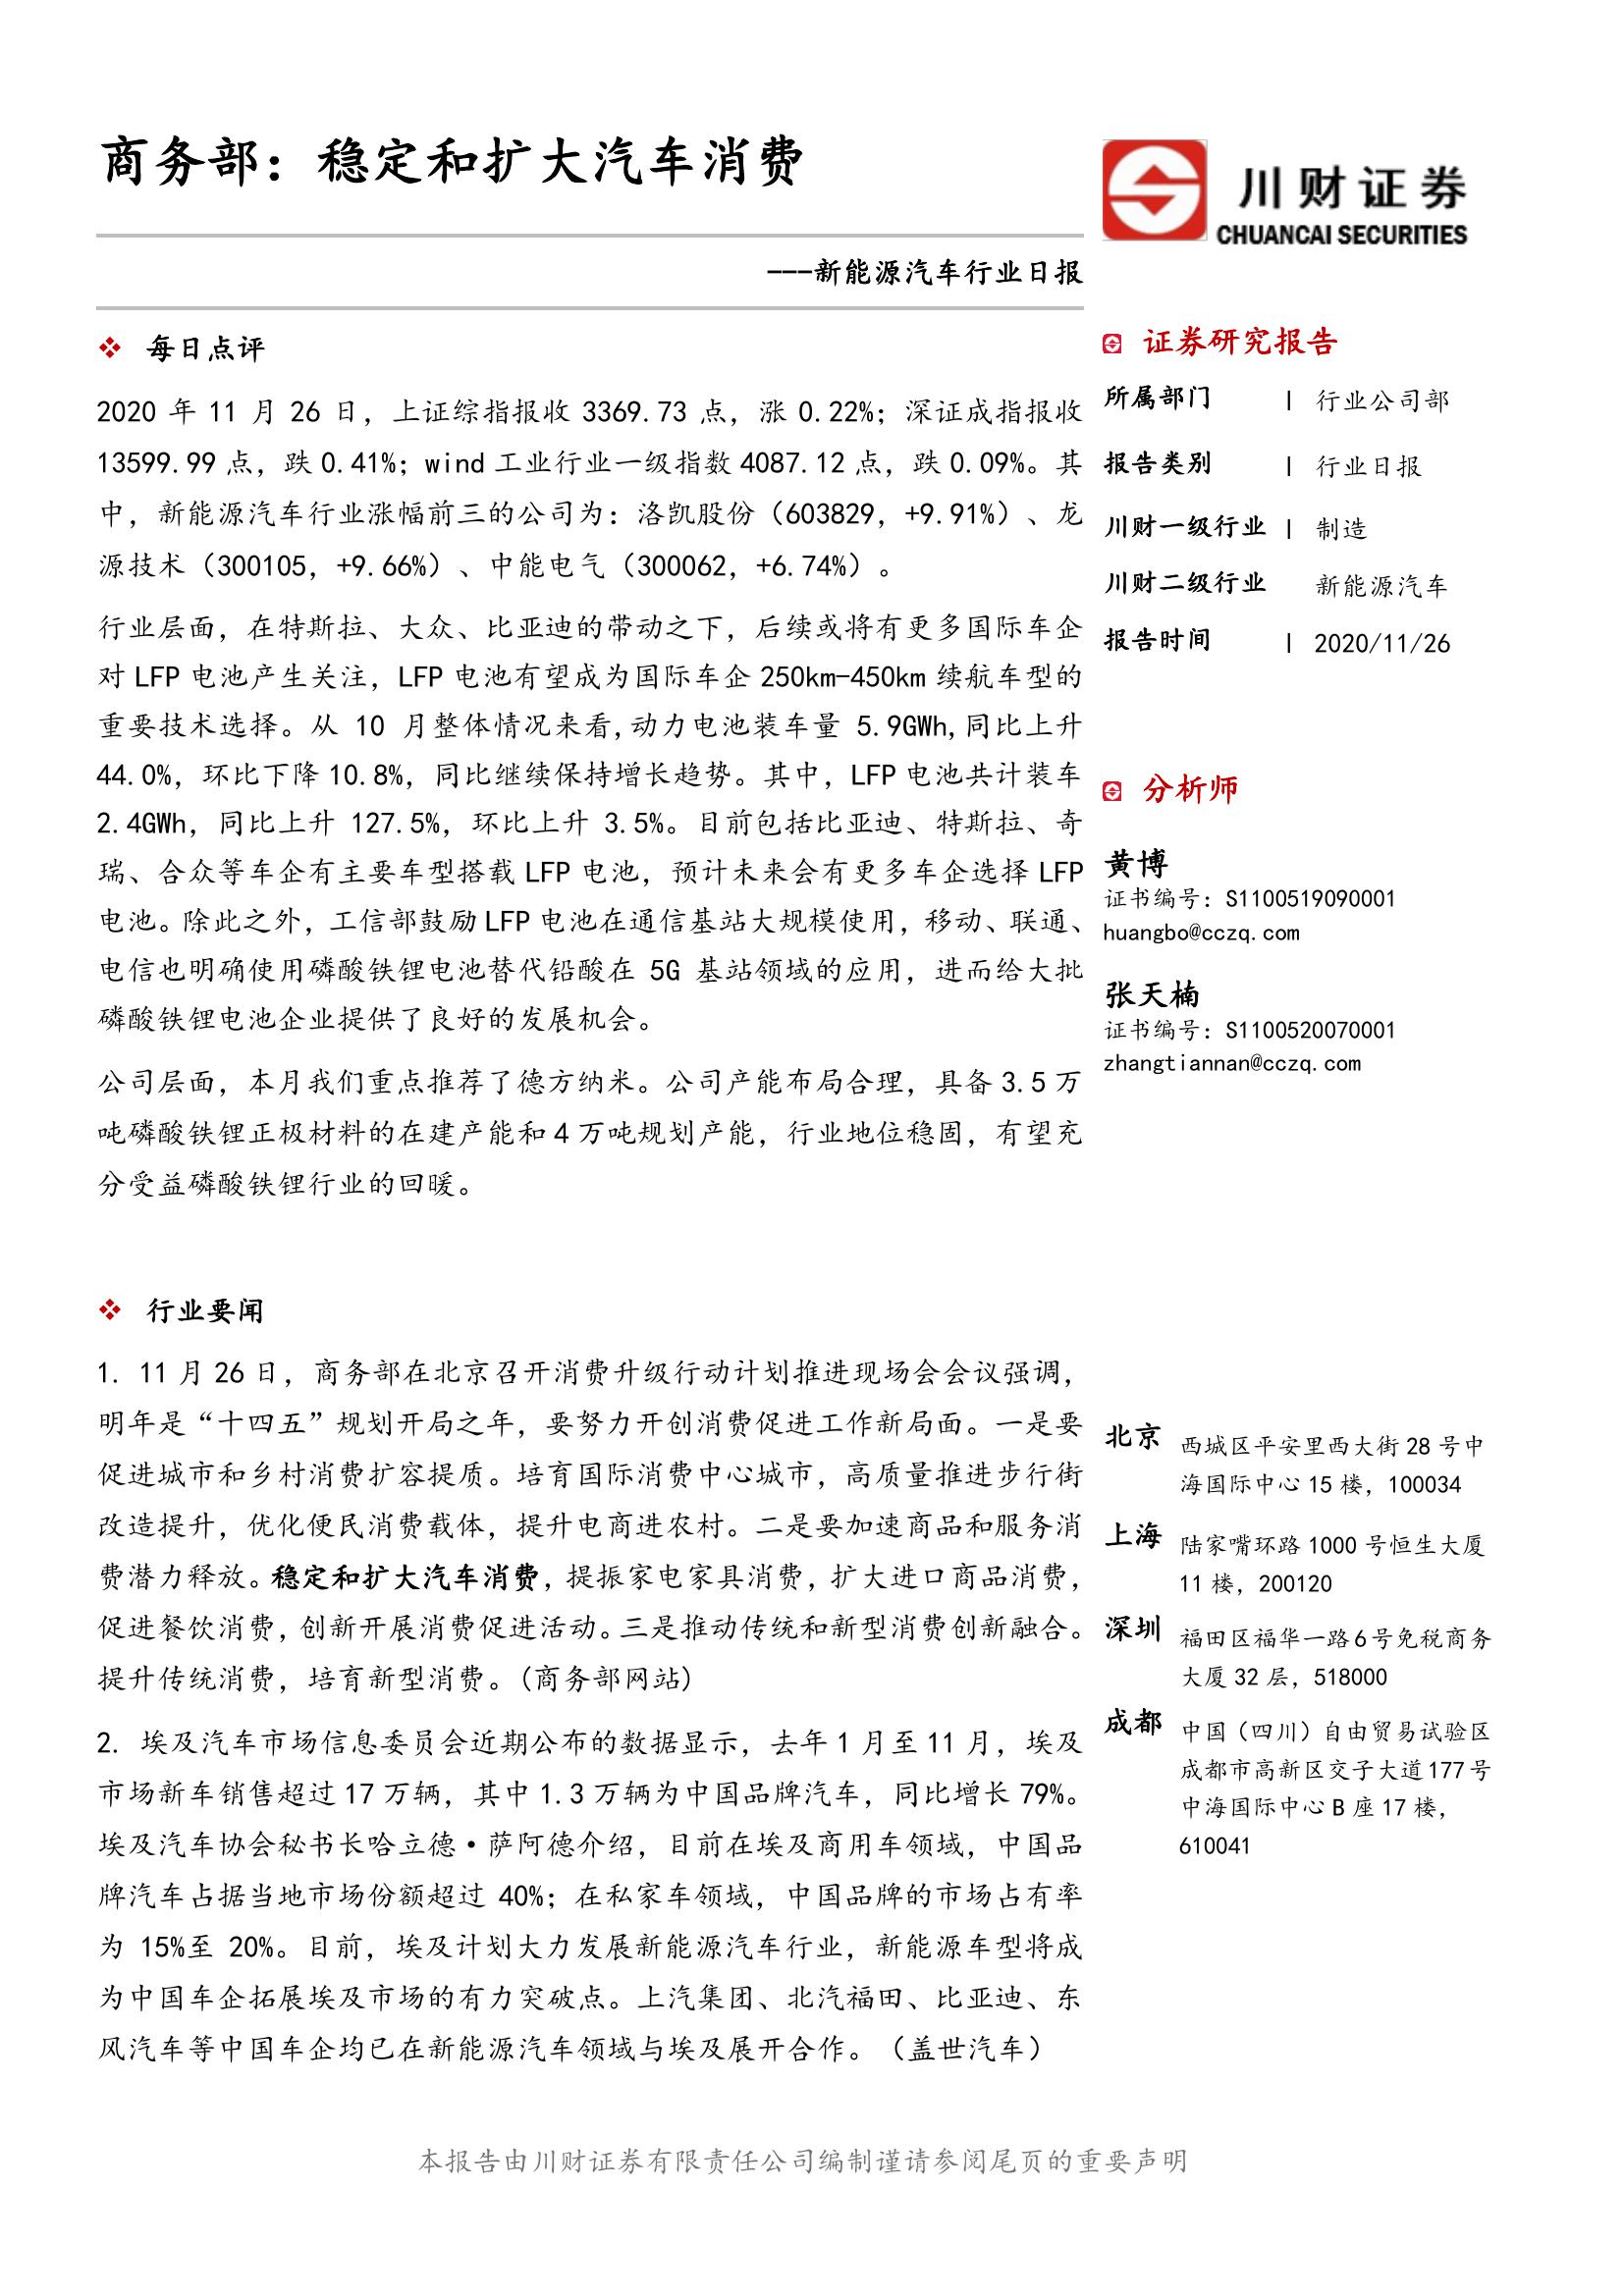 商务部：稳定和扩大汽车消费
---新能源汽车行业日报
每日点评
2020 年 11 月 26 日，上证综指报收 3369.73 点，涨 0.22%；深证成指报收
13599.99 点，跌 0.41%；wind 工业行业一级指数 4087.12 点，跌 0.09%。其
中，新能源汽车行业涨幅前三的公司为：洛凯股份（603829，+9.91%）、龙
源技术（300105，+9.66%）、中能电气（300062，+6.74%）。
行业层面，在特斯拉、大众、比亚迪的带动之下，后续或将有更多国际车企
对 LFP 电池产生关注，LFP 电池有望成为国际车企 250km-450km 续航车型的
重要技术选择。从 10 月整体情况来看,动力电池装车量 5.9GWh,同比上升
44.0%，环比下降 10.8%，同比继续保持增长趋势。其中，LFP 电池共计装车
2.4GWh，同比上升 127.5%，环比上升 3.5%。目前包括比亚迪、特斯拉、奇
瑞、合众等车企有主要车型搭载 LFP 电池，预计未来会有更多车企选择 LFP
电池。除此之外，工信部鼓励 LFP 电池在通信基站大规模使用，移动、联通、
电信也明确使用磷酸铁锂电池替代铅酸在 5G 基站领域的应用，进而给大批
磷酸铁锂电池企业提供了良好的发展机会。
公司层面，本月我们重点推荐了德方纳米。公司产能布局合理，具备 3.5 万
吨磷酸铁锂正极材料的在建产能和 4 万吨规划产能，行业地位稳固，有望充
分受益磷酸铁锂行业的回暖。
行业要闻
1. 11 月 26 日，商务部在北京召开消费升级行动计划推进现场会会议强调，
明年是“十四五”规划开局之年，要努力开创消费促进工作新局面。一是要
促进城市和乡村消费扩容提质。培育国际消费中心城市，高质量推进步行街
改造提升，优化便民消费载体，提升电商进农村。二是要加速商品和服务消
费潜力释放。稳定和扩大汽车消费，提振家电家具消费，扩大进口商品消费，
促进餐饮消费，创新开展消费促进活动。三是推动传统和新型消费创新融合。
提升传统消费，培育新型消费。(商务部网站)
2. 埃及汽车市场信息委员会近期公布的数据显示，去年 1 月至 11 月，埃及
市场新车销售超过 17 万辆，其中 1.3 万辆为中国品牌汽车，同比增长 79%。
埃及汽车协会秘书长哈立德·萨阿德介绍，目前在埃及商用车领域，中国品
牌汽车占据当地市场份额超过 40%；在私家车领域，中国品牌的市场占有率
为 15%至 20%。目前，埃及计划大力发展新能源汽车行业，新能源车型将成
为中国车企拓展埃及市场的有力突破点。上汽集团、北汽福田、比亚迪、东
风汽车等中国车企均已在新能源汽车领域与埃及展开合作。（盖世汽车）
川财证券
CHUANCAI SECURITIES
证券研究报告
所属部门 | 行业公司部
报告类别 | 行业日报
川财一级行业 | 制造
川财二级行业 新能源汽车
报告时间 | 2020/11/26
分析师
黄博
证书编号：S1100519090001
huangbo@cczq.com
张天楠
证书编号：S1100520070001
zhangtiannan@cczq.com
北京 西城区平安里西大街 28 号中
海国际中心 15 楼，100034
上海 陆家嘴环路 1000 号恒生大厦
11 楼，200120
深圳 福田区福华一路 6 号免税商务
大厦 32 层，518000
成都 中国（四川）自由贸易试验区
成都市高新区交子大道 177 号
中海国际中心 B 座 17 楼，
610041
本报告由川财证券有限责任公司编制谨请参阅尾页的重要声明